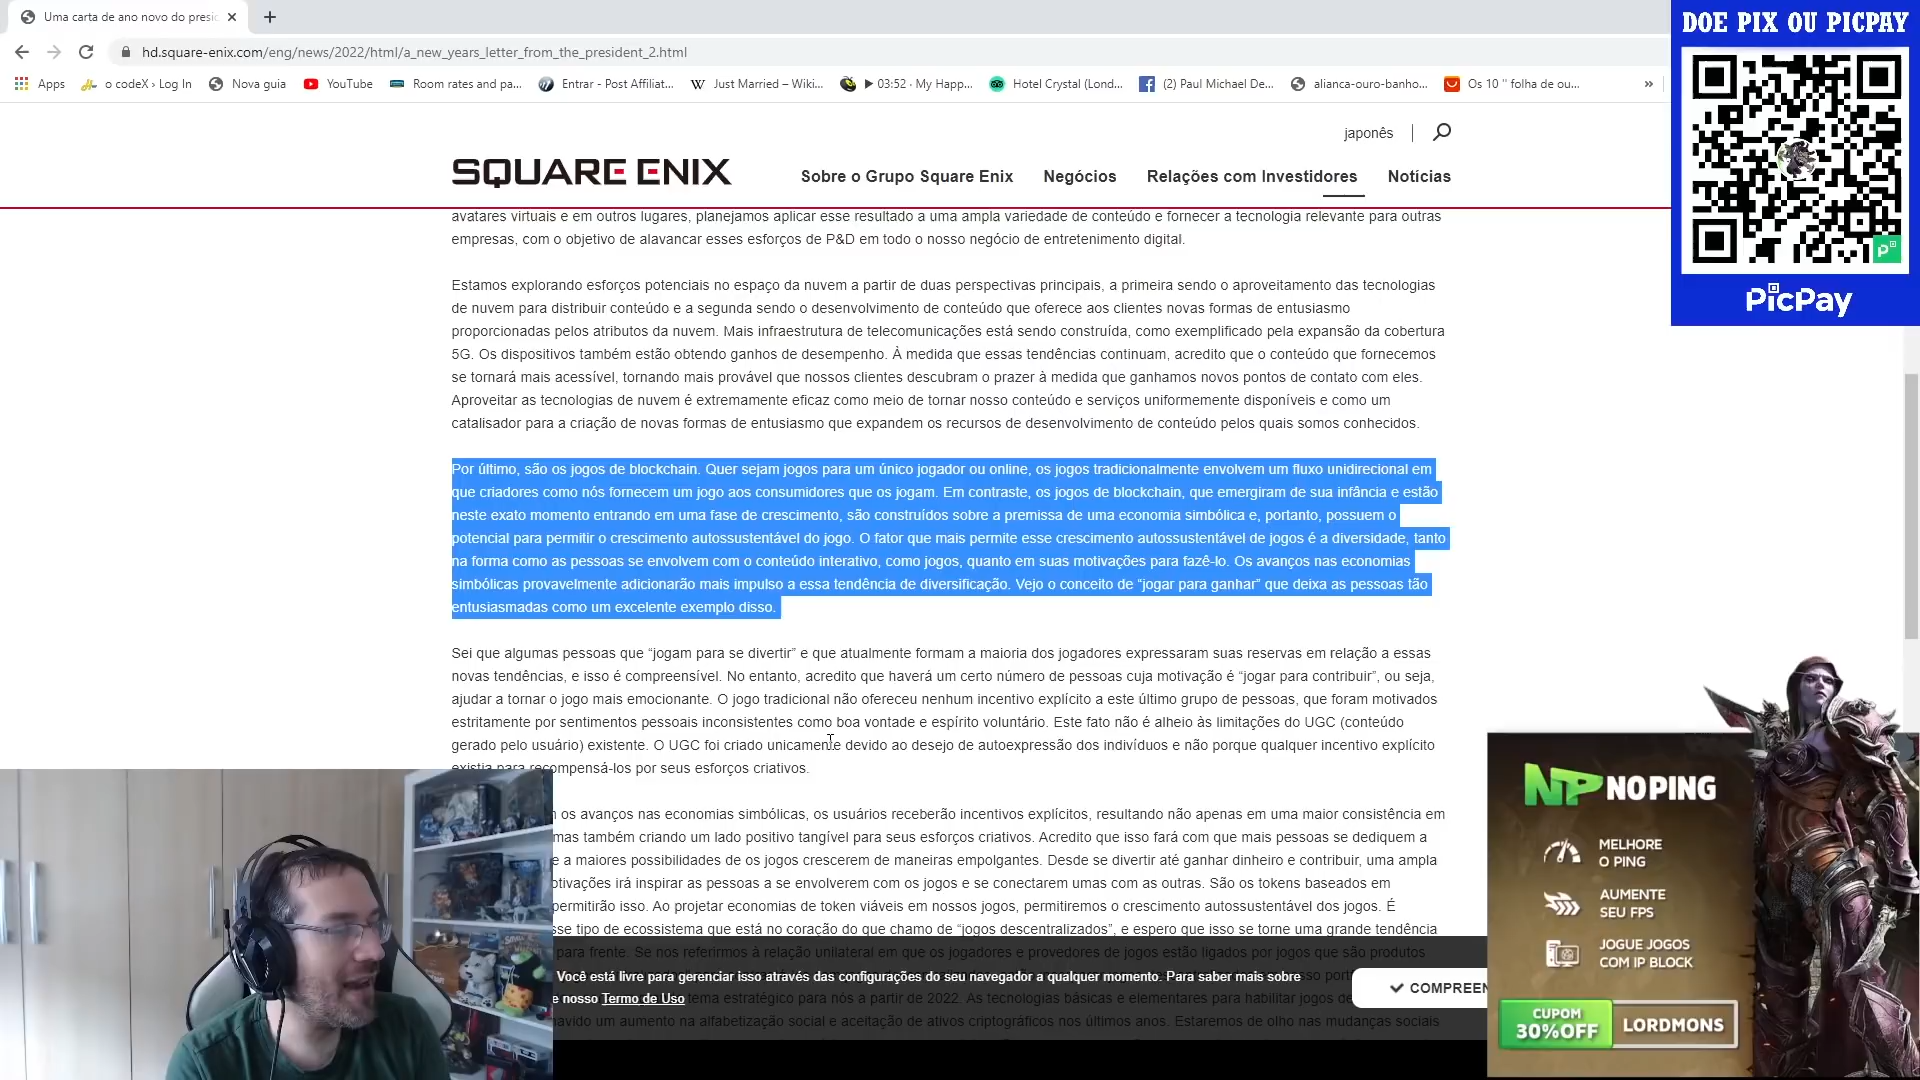 Uma carta de ano novo do presid
hd.square-enix.com/eng/news/2022/html/a_new_years_letter_from_the_president_2.html
Apps
o codeX › Log In
Nova guia
YouTube
Room rates and pa...
Entrar - Post Affiliat...
Just Married – Wiki...
03:52 · My Happ...
Hotel Crystal (Lond...
(2) Paul Michael De...
alianca-ouro-banho...
Os 10 " folha de ou...
»
DOE PIX OU PICPAY
PicPay
japonês
SQUARE ENIX
Sobre o Grupo Square Enix
Negócios
Relações com Investidores
Notícias
avatares virtuais e em outros lugares, planejamos aplicar esse resultado a uma ampla variedade de conteúdo e fornecer a tecnologia relevante para outras
empresas, com o objetivo de alavancar esses esforços de P&D em todo o nosso negócio de entretenimento digital.
Estamos explorando esforços potenciais no espaço da nuvem a partir de duas perspectivas principais, a primeira sendo o aproveitamento das tecnologias
de nuvem para distribuir conteúdo e a segunda sendo o desenvolvimento de conteúdo que oferece aos clientes novas formas de entusiasmo
proporcionadas pelos atributos da nuvem. Mais infraestrutura de telecomunicações está sendo construída, como exemplificado pela expansão da cobertura
5G. Os dispositivos também estão obtendo ganhos de desempenho. À medida que essas tendências continuam, acredito que o conteúdo que fornecemos
se tornará mais acessível, tornando mais provável que nossos clientes descubram o prazer à medida que ganhamos novos pontos de contato com eles.
Aproveitar as tecnologias de nuvem é extremamente eficaz como meio de tornar nosso conteúdo e serviços uniformemente disponíveis e como um
catalisador para a criação de novas formas de entusiasmo que expandem os recursos de desenvolvimento de conteúdo pelos quais somos conhecidos.
Por último, são os jogos de blockchain. Quer sejam jogos para um único jogador ou online, os jogos tradicionalmente envolvem um fluxo unidirecional em
que criadores como nós fornecem um jogo aos consumidores que os jogam. Em contraste, os jogos de blockchain, que emergiram de sua infância e estão
neste exato momento entrando em uma fase de crescimento, são construídos sobre a premissa de uma economia simbólica e, portanto, possuem o
potencial para permitir o crescimento autossustentável do jogo. O fator que mais permite esse crescimento autossustentável de jogos é a diversidade, tanto
na forma como as pessoas se envolvem com o conteúdo interativo, como jogos, quanto em suas motivações para fazê-lo. Os avanços nas economias
simbólicas provavelmente adicionarão mais impulso a essa tendência de diversificação. Vejo o conceito de “jogar para ganhar” que deixa as pessoas tão
entusiasmadas como um excelente exemplo disso.
Sei que algumas pessoas que “jogam para se divertir” e que atualmente formam a maioria dos jogadores expressaram suas reservas em relação a essas
novas tendências, e isso é compreensível. No entanto, acredito que haverá um certo número de pessoas cuja motivação é “jogar para contribuir”, ou seja,
ajudar a tornar o jogo mais emocionante. O jogo tradicional não ofereceu nenhum incentivo explícito a este último grupo de pessoas, que foram motivados
estritamente por sentimentos pessoais inconsistentes como boa vontade e espírito voluntário. Este fato não é alheio às limitações do UGC (conteúdo
gerado pelo usuário) existente. O UGC foi criado unicamente devido ao desejo de autoexpressão dos indivíduos e não porque qualquer incentivo explícito
existia para recompensá-los por seus esforços criativos.
os avanços nas economias simbólicas, os usuários receberão incentivos explícitos, resultando não apenas em uma maior consistência em
mas também criando um lado positivo tangível para seus esforços criativos. Acredito que isso fará com que mais pessoas se dediquem a
e a maiores possibilidades de os jogos crescerem de maneiras empolgantes. Desde se divertir até ganhar dinheiro e contribuir, uma ampla
otivações irá inspirar as pessoas a se envolverem com os jogos e se conectarem umas com as outras. São os tokens baseados em
permitirão isso. Ao projetar economias de token viáveis em nossos jogos, permitiremos o crescimento autossustentável dos jogos. É
sse tipo de ecossistema que está no coração do que chamo de “jogos descentralizados”, e espero que isso se torne uma grande tendência
para frente. Se nos referirmos à relação unilateral em que os jogadores e provedores de jogos estão ligados por jogos que são produtos
Você está livre para gerenciar isso através das configurações do seu navegador a qualquer momento. Para saber mais sobre
e nosso Termo de Uso
tema estratégico para nós a partir de 2022. As tecnologias básicas e elementares para habilitar jogos de
havido um aumento na alfabetização social e aceitação de ativos criptográficos nos últimos anos. Estaremos de olho nas mudanças sociais
COMPREEN
NP NOPING
MELHORE
O PING
AUMENTE
SEU FPS
JOGUE JOGOS
COM IP BLOCK
CUPOM
30%OFF
LORDMONS